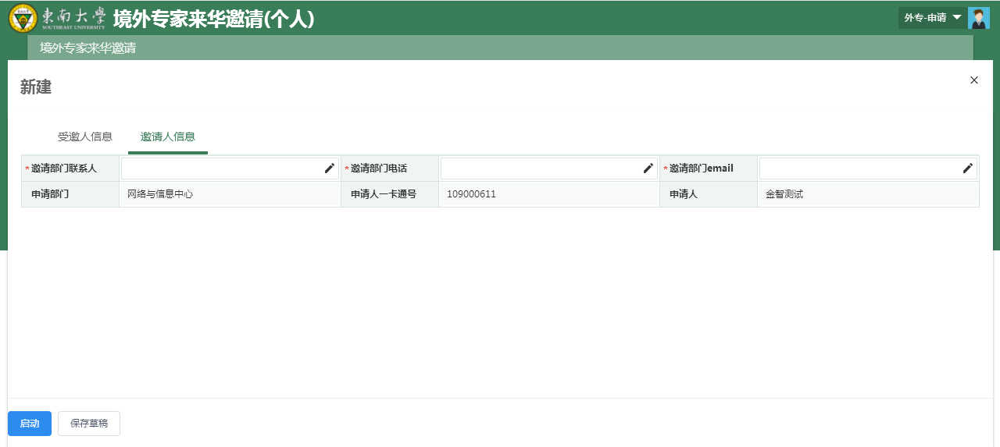 東南大學 境外专家来华邀请(个人) 外专-申请
SOUTHEAST UNIVERSITY
境外专家来华邀请
新建
受邀人信息 邀请人信息
*邀请部门联系人 *邀请部门电话 *邀请部门email
申请部门 网络与信息中心 申请人一卡通号 109000611 申请人 金智测试
启动 保存草稿